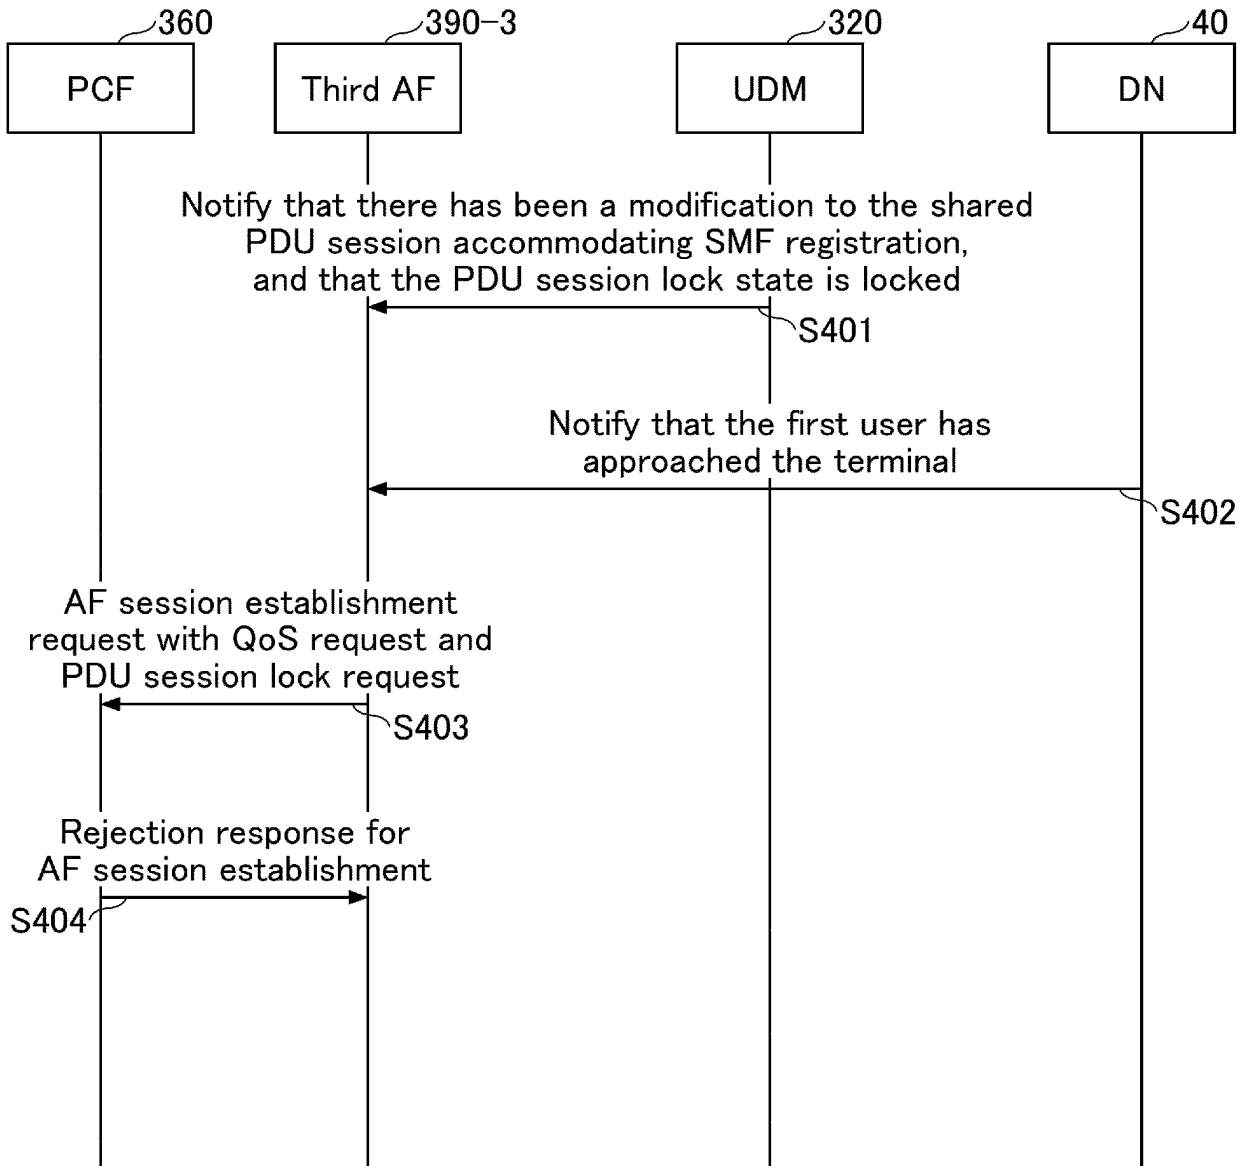 360
390-3
320
40
PCF
Third AF
UDM
DN
Notify that there has been a modification to the shared
PDU session accommodating SMF registration,
and that the PDU session lock state is locked
S401
Notify that the first user has
approached the terminal
S402
AF session establishment
request with QoS request and
PDU session lock request
S403
Rejection response for
AF session establishment
S404